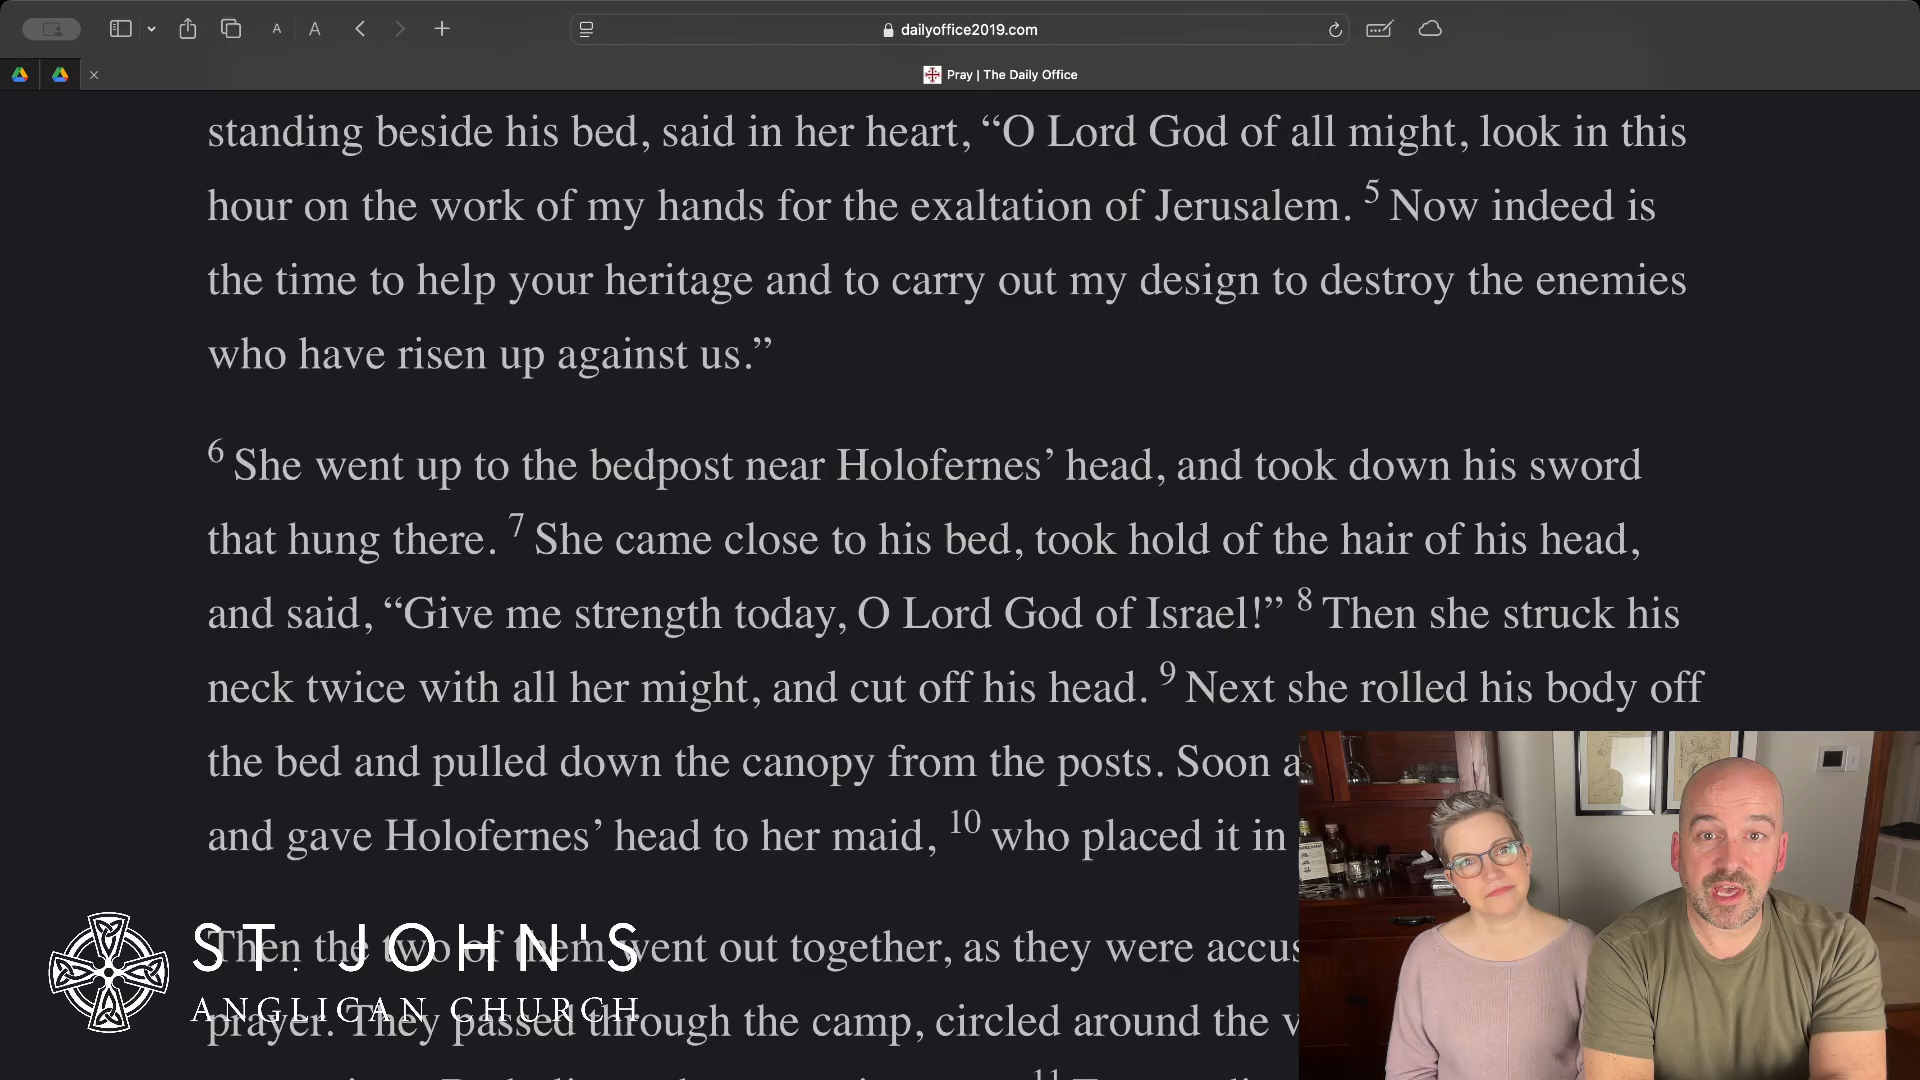 dailyoffice2019.com
Pray | The Daily Office
standing beside his bed, said in her heart, “O Lord God of all might, look in this
hour on the work of my hands for the exaltation of Jerusalem. 5 Now indeed is
the time to help your heritage and to carry out my design to destroy the enemies
who have risen up against us.”
6 She went up to the bedpost near Holofernes’ head, and took down his sword
that hung there. 7 She came close to his bed, took hold of the hair of his head,
and said, “Give me strength today, O Lord God of Israel!” 8 Then she struck his
neck twice with all her might, and cut off his head. 9 Next she rolled his body off
the bed and pulled down the canopy from the posts. Soon a
and gave Holofernes’ head to her maid, 10 who placed it in
Then the two of them went out together, as they were accus
prayer. They passed through the camp, circled around the v
11
ST. JOHN'S
ANGLICAN CHURCH